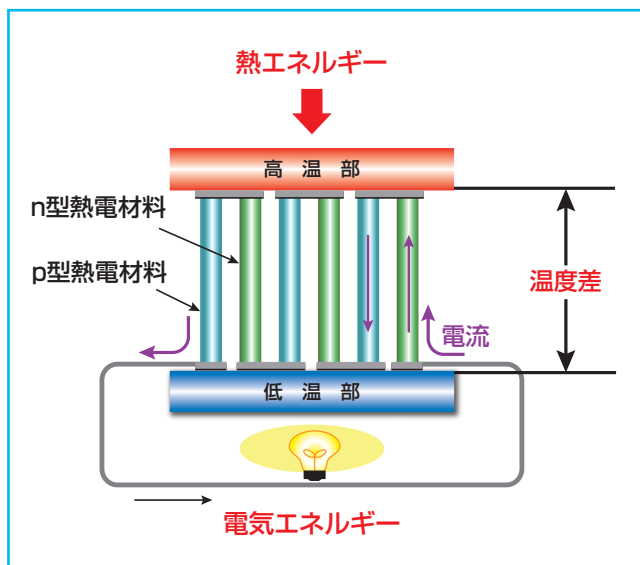 熱エネルギー
高温部
n型熱電材料
p型熱電材料
温度差
電流
低温部
電気エネルギー